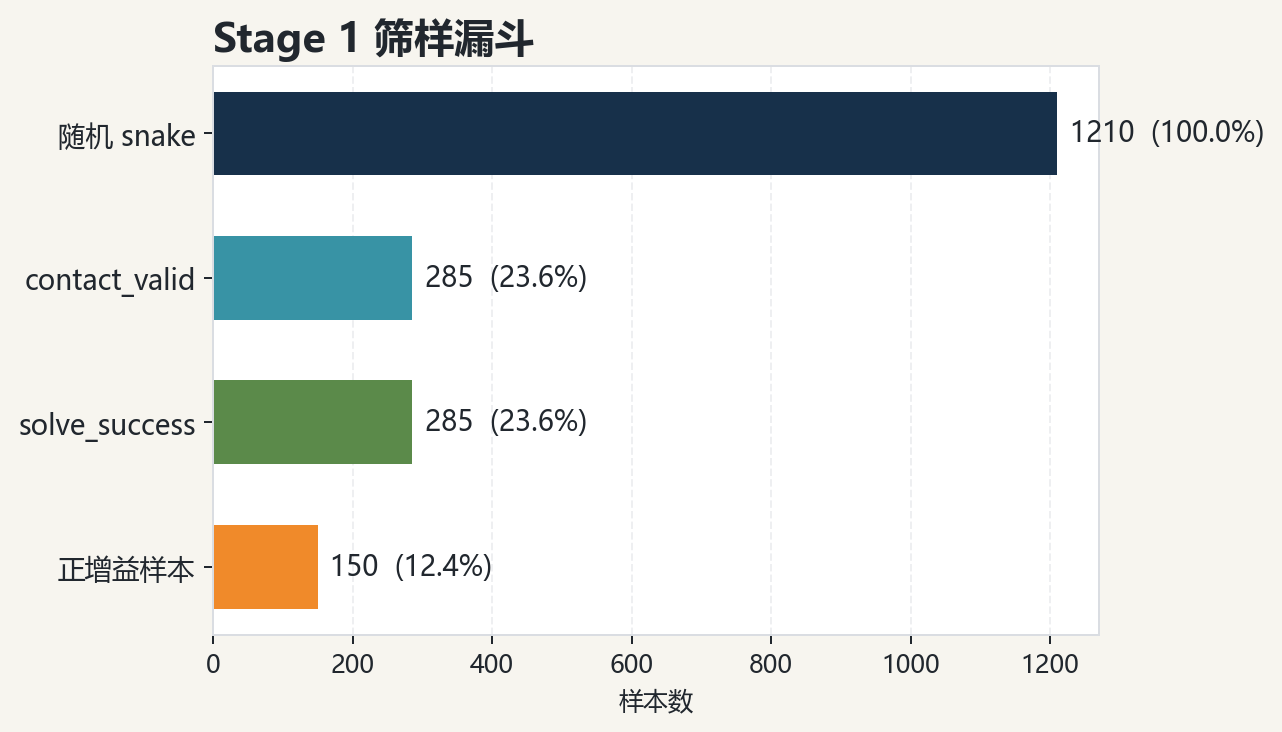 Stage 1 筛样漏斗
随机 snake
1210 (100.0%)
contact_valid
285 (23.6%)
solve_success
285 (23.6%)
正增益样本
150 (12.4%)
0 200 400 600 800 1000 1200
样本数